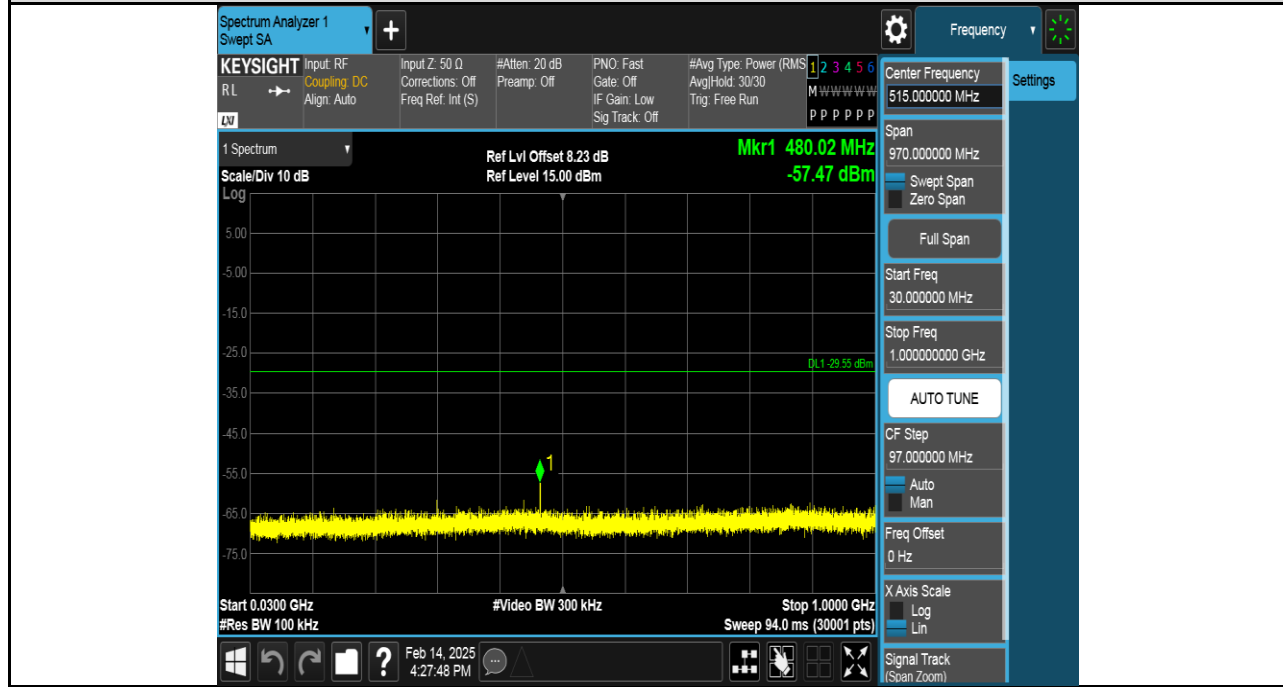 Spectrum Analyzer 1
Swept SA
+
Frequency
KEYSIGHT
RL
LXI
Input: RF
Coupling: DC
Align: Auto
Input Z: 50 Ω
Corrections: Off
Freq Ref: Int (S)
#Atten: 20 dB
Preamp: Off
PNO: Fast
Gate: Off
IF Gain: Low
Sig Track: Off
#Avg Type: Power (RMS
Avg|Hold: 30/30
Trig: Free Run
1 2 3 4 5 6
M W W W W W
P P P P P P
Center Frequency
515.000000 MHz
Settings
1 Spectrum
Scale/Div 10 dB
Ref Lvl Offset 8.23 dB
Ref Level 15.00 dBm
Mkr1 480.02 MHz
-57.47 dBm
Span
970.000000 MHz
Swept Span
Zero Span
Full Span
Start Freq
30.000000 MHz
Stop Freq
1.000000000 GHz
AUTO TUNE
CF Step
97.000000 MHz
Auto
Man
Freq Offset
0 Hz
X Axis Scale
Log
Lin
Signal Track
(Span Zoom)
Log
5.00
-5.00
-15.0
-25.0
DL1 -29.55 dBm
-35.0
-45.0
1
-55.0
-65.0
-75.0
Start 0.0300 GHz
#Video BW 300 kHz
Stop 1.0000 GHz
#Res BW 100 kHz
Sweep 94.0 ms (30001 pts)
?
Feb 14, 2025
4:27:48 PM